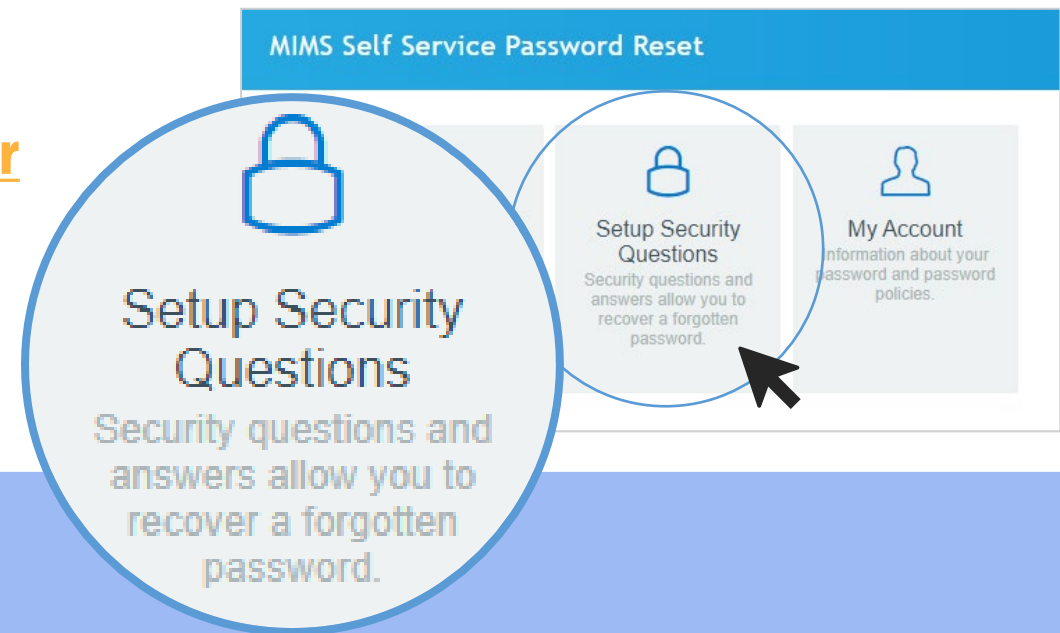 MIMS Self Service Password Reset
r
Setup Security
Questions
Security questions and
answers allow you to
recover a forgotten
password.
Setup Security
Questions
Security questions and
answers allow you to
recover a forgotten
password.
My Account
Information about your
password and password
policies.